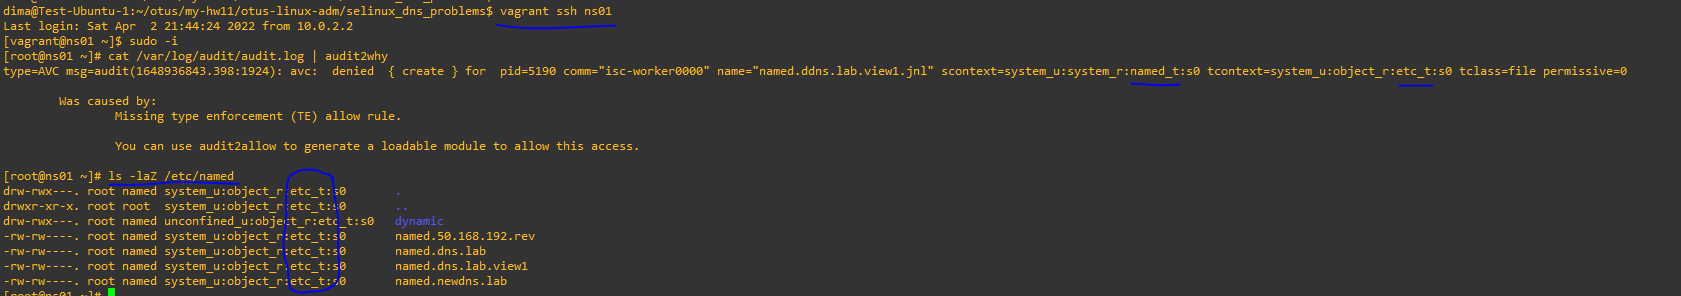 dima@Test-Ubuntu-1:~/otus/my-hw11/otus-linux-adm/selinux_dns_problems$ vagrant ssh ns01
Last login: Sat Apr  2 21:44:24 2022 from 10.0.2.2
[vagrant@ns01 ~]$ sudo -i
[root@ns01 ~]# cat /var/log/audit/audit.log | audit2why
type=AVC msg=audit(1648936843.398:1924): avc:  denied  { create } for  pid=5190 comm="isc-worker0000" name="named.ddns.lab.view1.jnl" scontext=system_u:system_r:named_t:s0 tcontext=system_u:object_r:etc_t:s0 tclass=file permissive=0
Was caused by:
Missing type enforcement (TE) allow rule.
You can use audit2allow to generate a loadable module to allow this access.
[root@ns01 ~]# ls -laZ /etc/named
drw-rwx---. root named system_u:object_r:etc_t:s0       .
drwxr-xr-x. root root  system_u:object_r:etc_t:s0       ..
drw-rwx---. root named unconfined_u:object_r:etc_t:s0   dynamic
-rw-rw----. root named system_u:object_r:etc_t:s0       named.50.168.192.rev
-rw-rw----. root named system_u:object_r:etc_t:s0       named.dns.lab
-rw-rw----. root named system_u:object_r:etc_t:s0       named.dns.lab.view1
-rw-rw----. root named system_u:object_r:etc_t:s0       named.newdns.lab
[root@ns01 ~]#